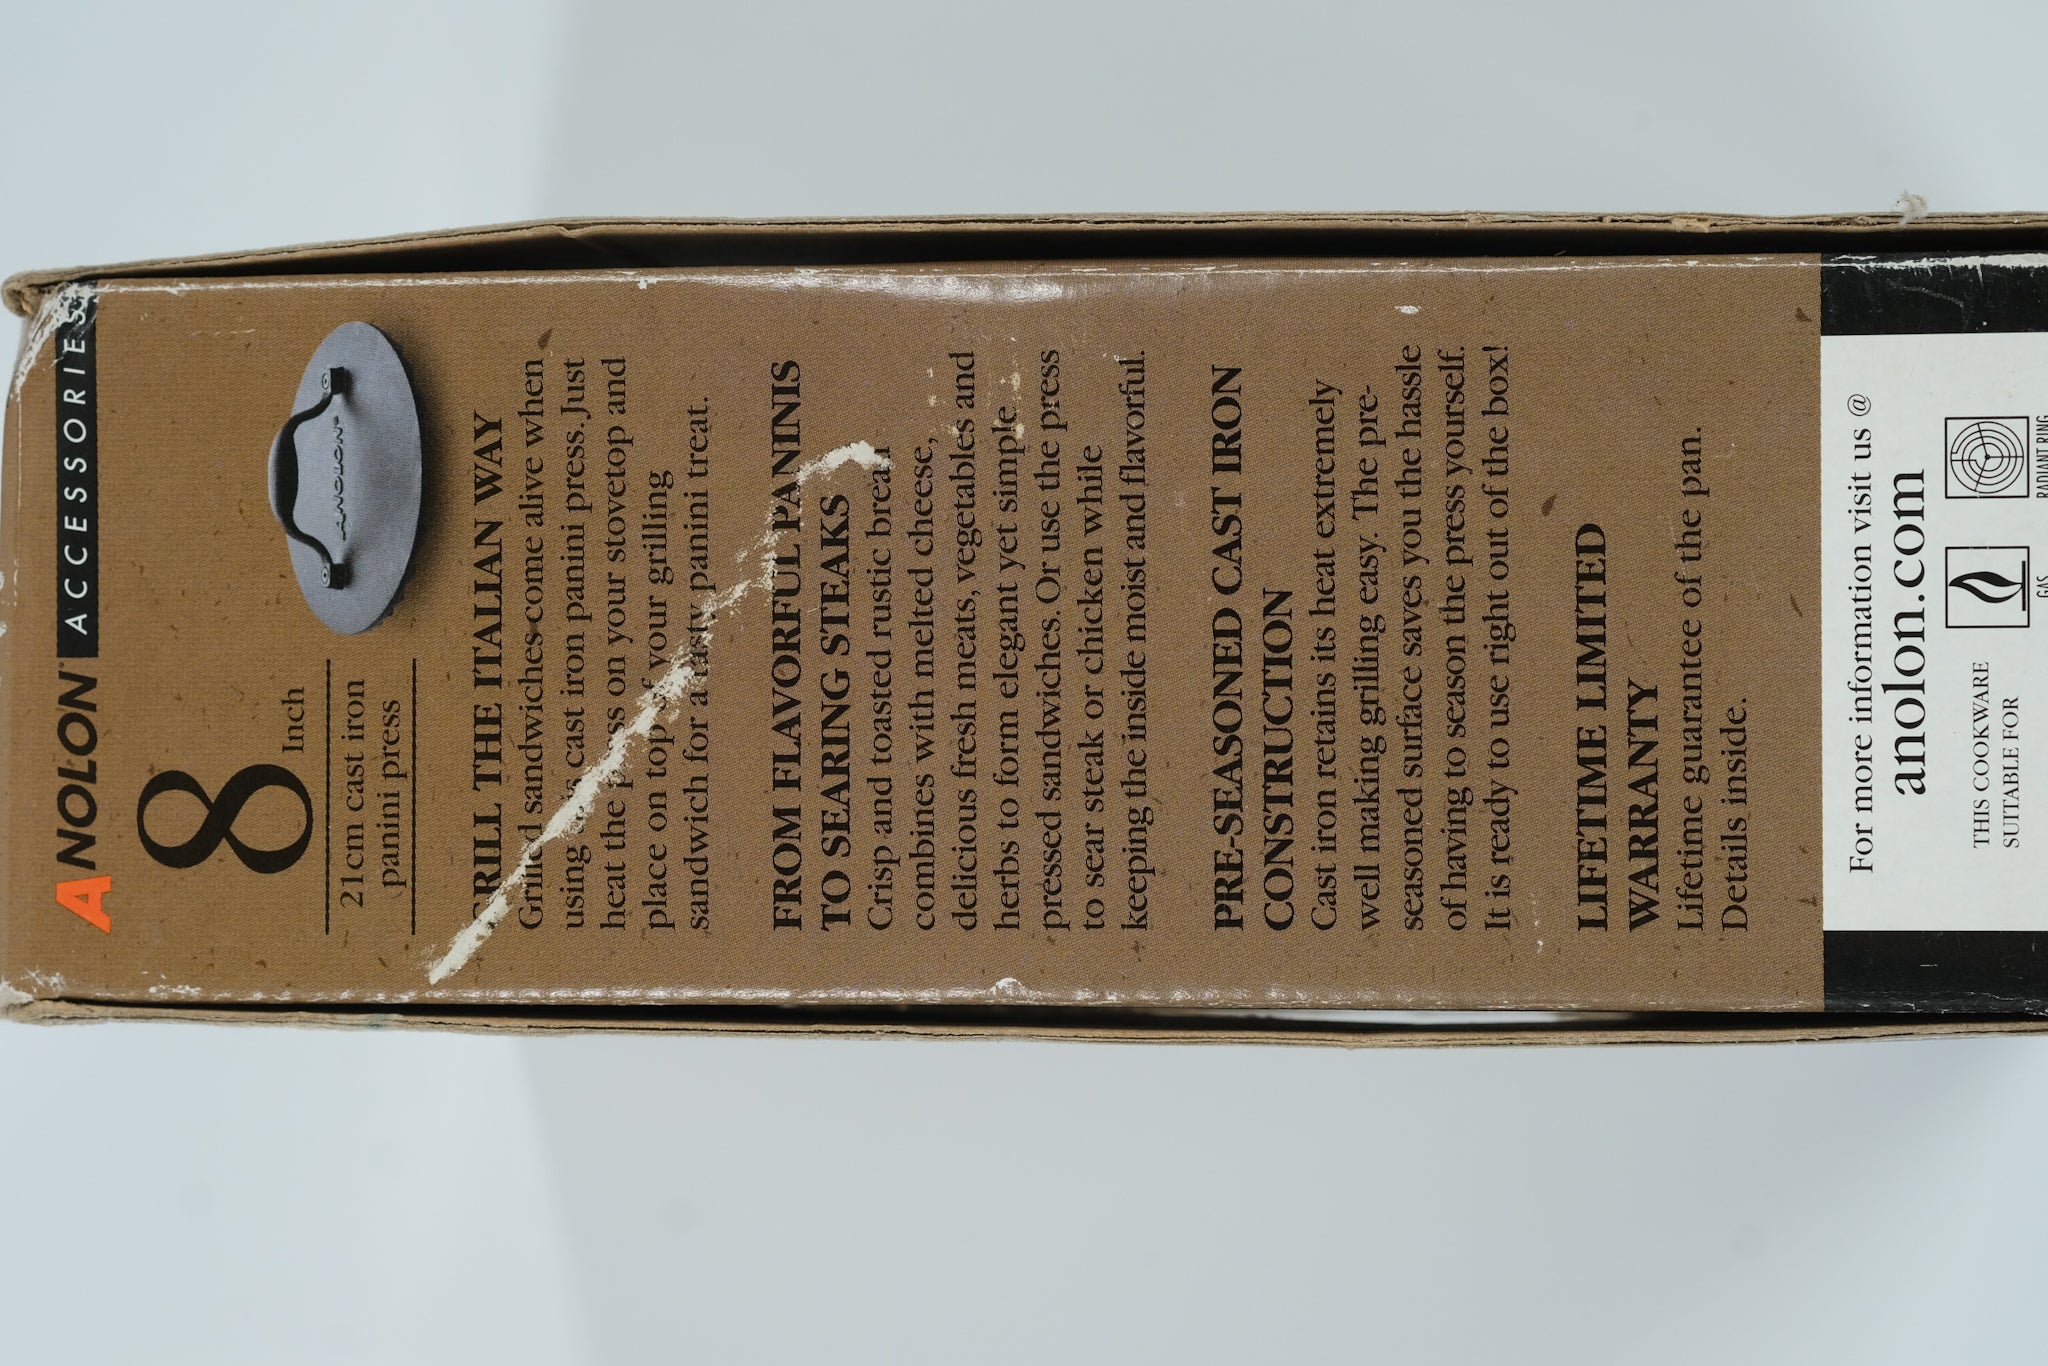 ANOLON® ACCESSORIES
8 Inch
21cm cast iron
panini press
ANOLON®
GRILL THE ITALIAN WAY
Grilled sandwiches come alive when
using this cast iron panini press. Just
heat the press on your stovetop and
place on top of your grilling
sandwich for a tasty panini treat.
FROM FLAVORFUL PANINIS
TO SEARING STEAKS
Crisp and toasted rustic bread
combines with melted cheese,
delicious fresh meats, vegetables and
herbs to form elegant yet simple
pressed sandwiches. Or use the press
to sear steak or chicken while
keeping the inside moist and flavorful.
PRE-SEASONED CAST IRON
CONSTRUCTION
Cast iron retains its heat extremely
well making grilling easy. The pre-
seasoned surface saves you the hassle
of having to season the press yourself.
It is ready to use right out of the box!
LIFETIME LIMITED
WARRANTY
Lifetime guarantee of the pan.
Details inside.
For more information visit us @
anolon.com
THIS COOKWARE
SUITABLE FOR
GAS
RADIANT RING